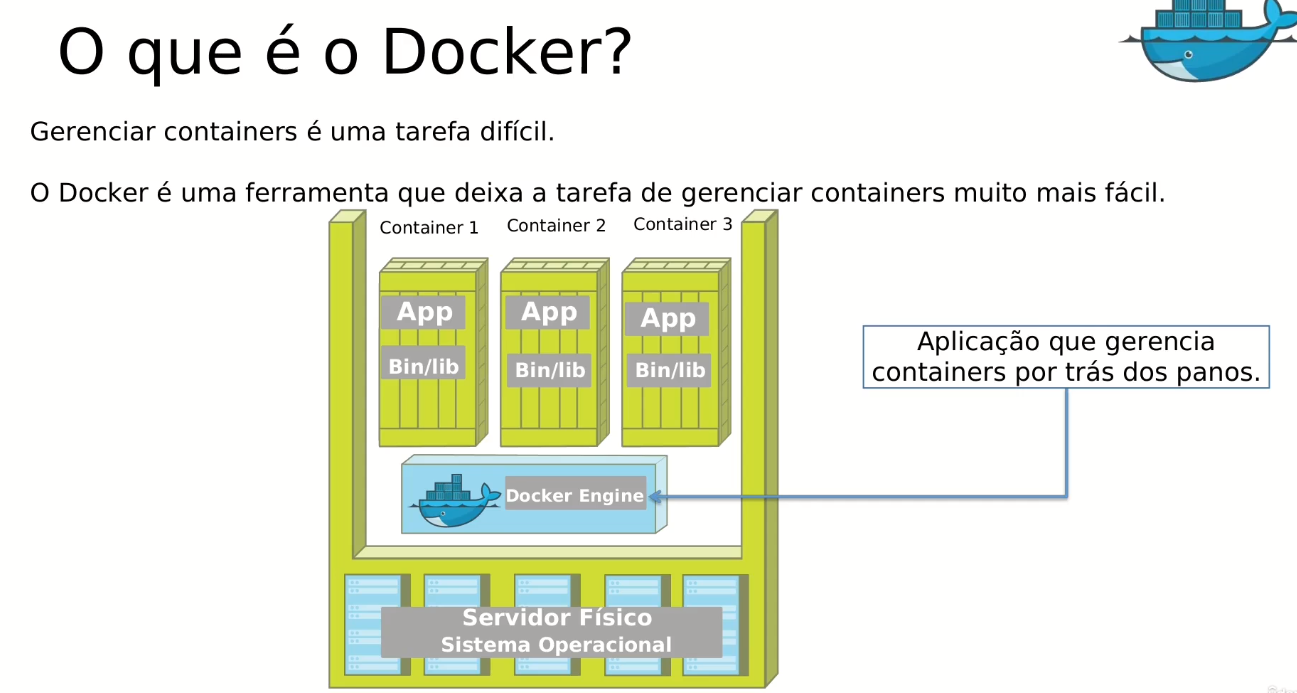 O que é o Docker?
Gerenciar containers é uma tarefa difícil.
O Docker é uma ferramenta que deixa a tarefa de gerenciar containers muito mais fácil.
Container 1
Container 2
Container 3
App
App
App
Bin/lib
Bin/lib
Bin/lib
Aplicação que gerencia
containers por trás dos panos.
Docker Engine
Servidor Físico
Sistema Operacional